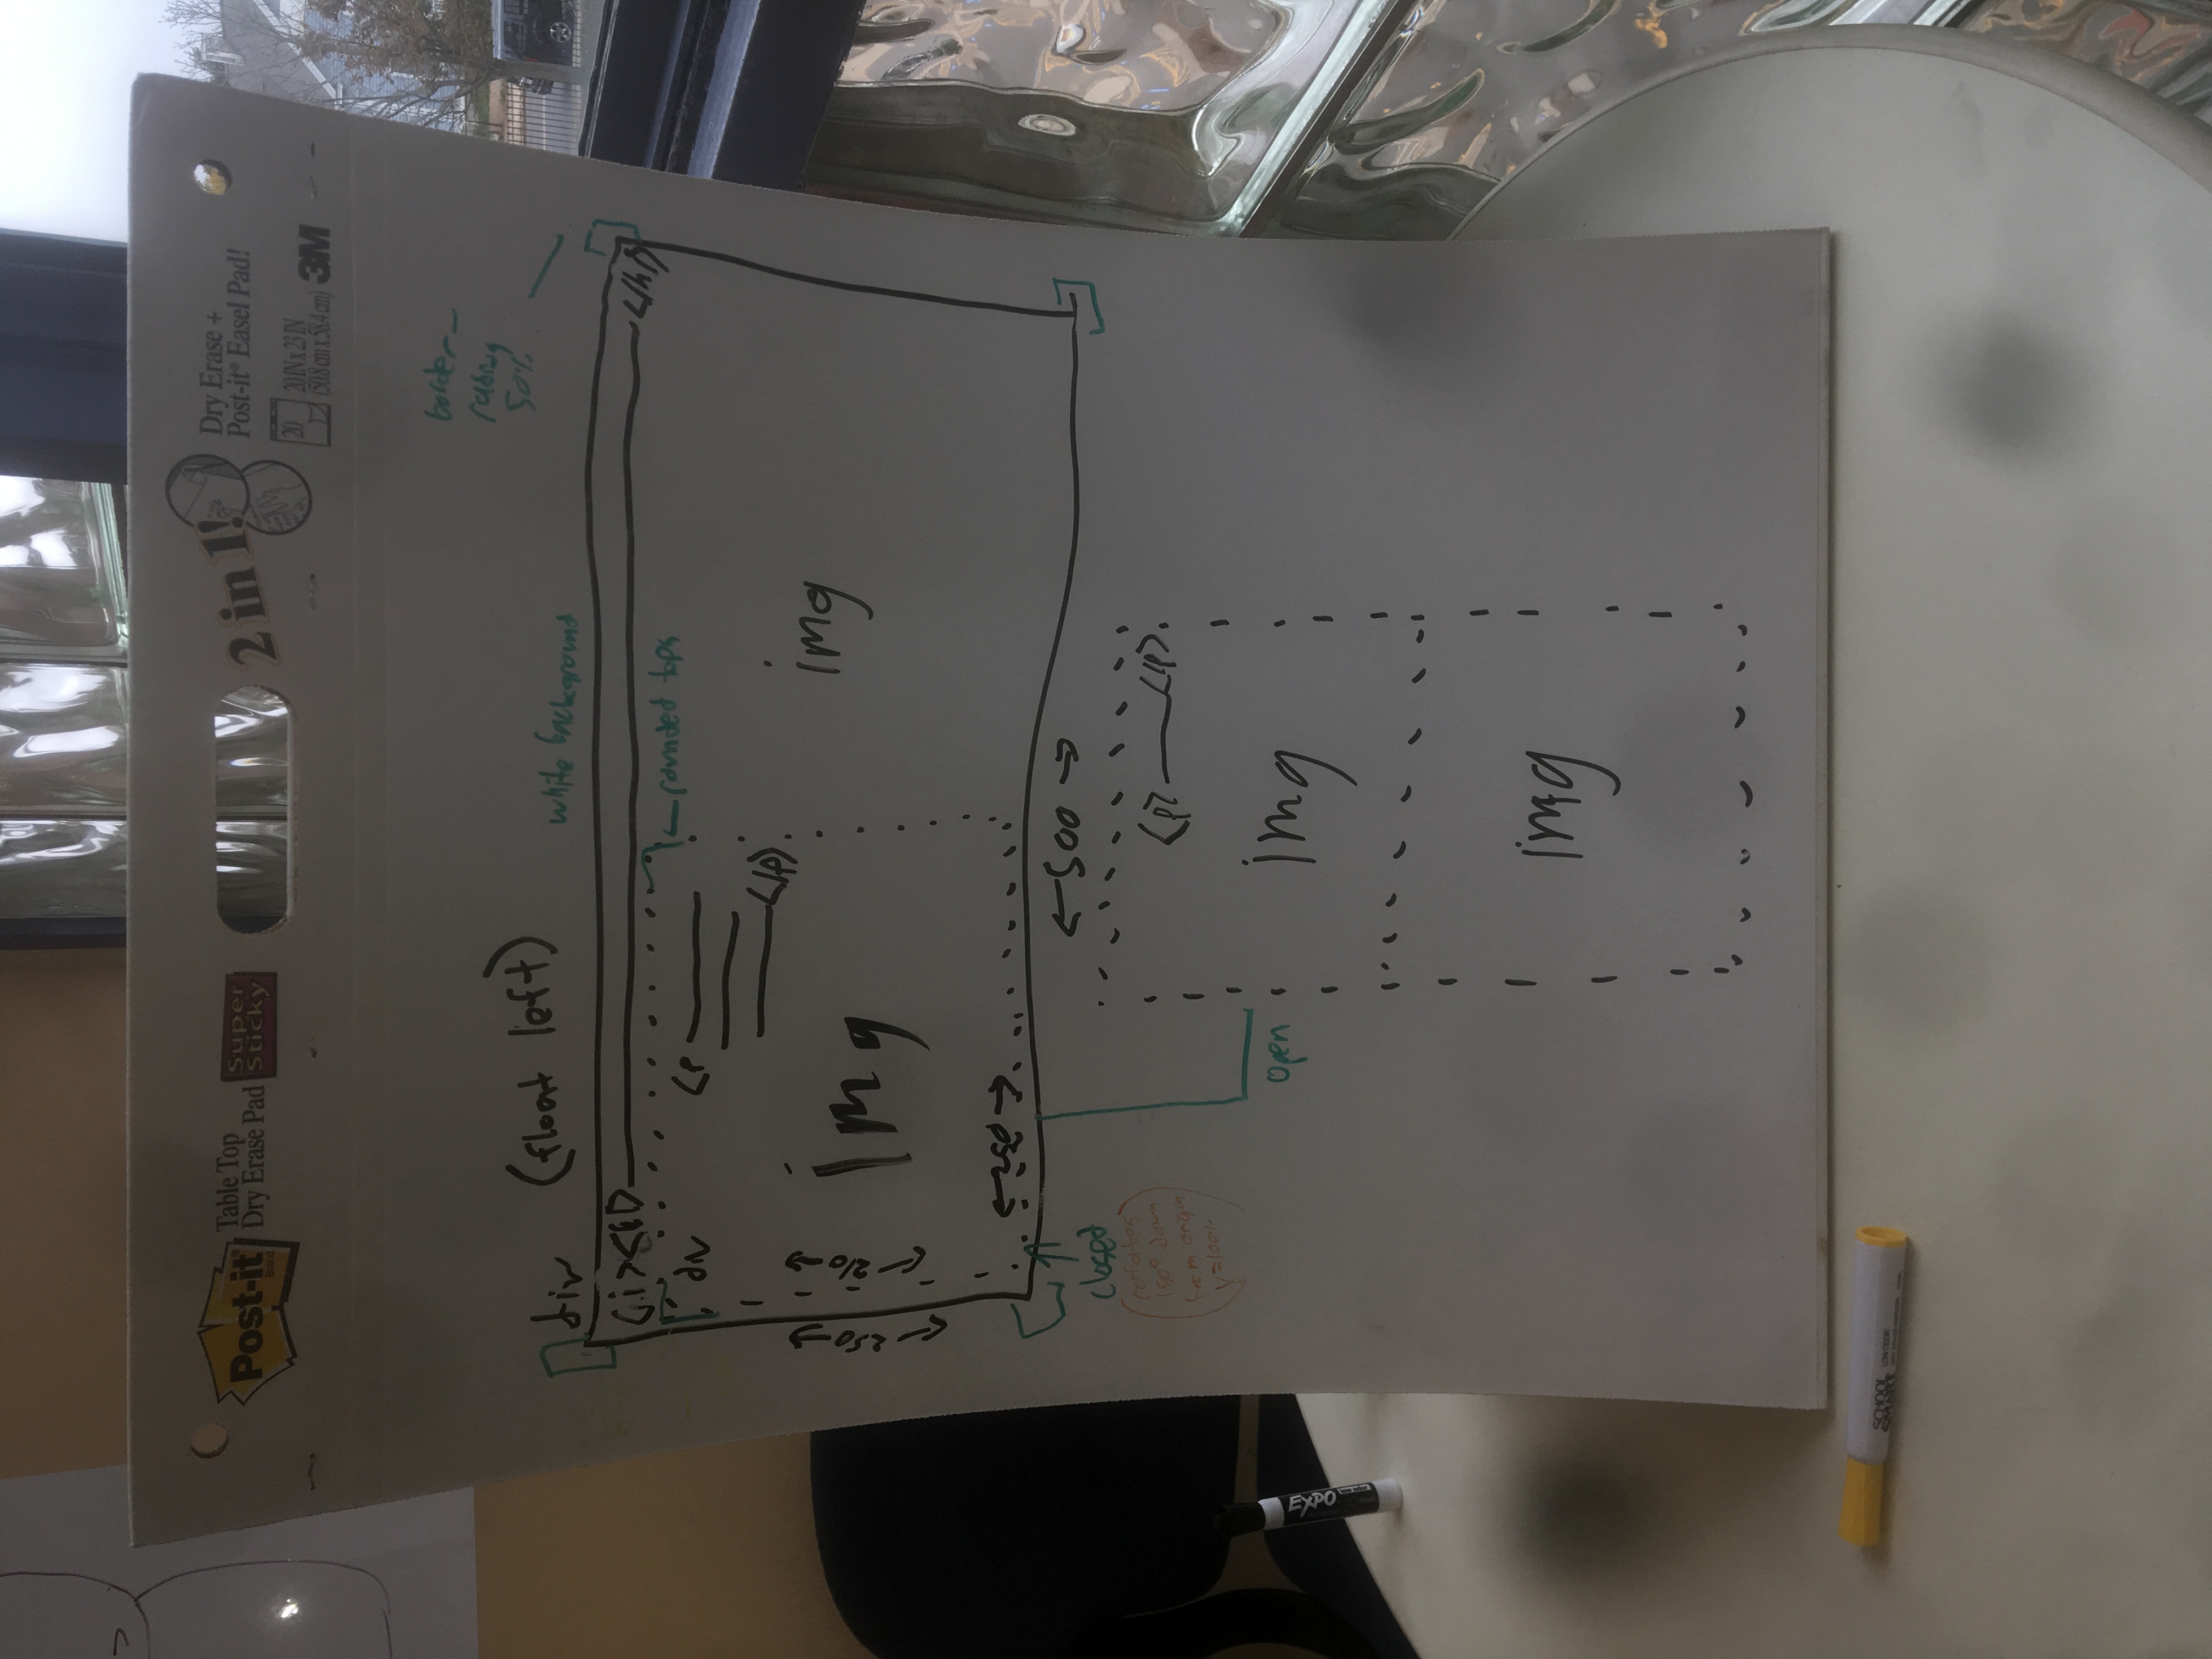 Post-it
Brand
Table Top
Dry Erase Pad
Super
Sticky
2 in 1!
Dry Erase +
Post-it® Easel Pad!
20
20 IN x 23 IN
(50.8 cm x 58.4 cm)
3M
border-
radius
50%
div
(float left)
white background
<i>
rounded tops
div
<p
</p>
img
img
250
210
250
500
closed
(rotates
180° down
from origin
y=100%)
<p>
</p>
img
open
img
EXPO
SCHOOL
SMART
LOW ODOR